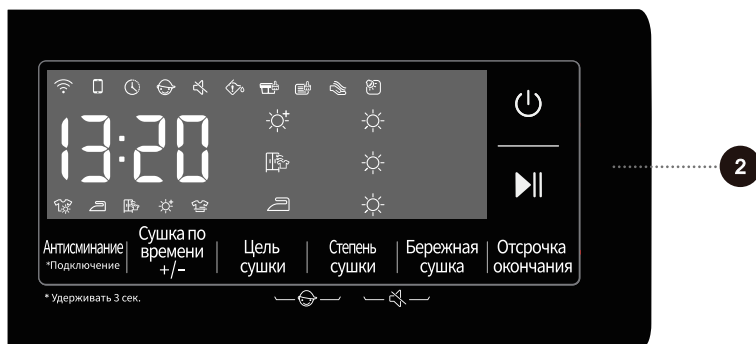 13:20
2
Антисминание
*Подключение
Сушка по
времени
+/−
Цель
сушки
Степень
сушки
Бережная
сушка
Отсрочка
окончания
* Удерживать 3 сек.